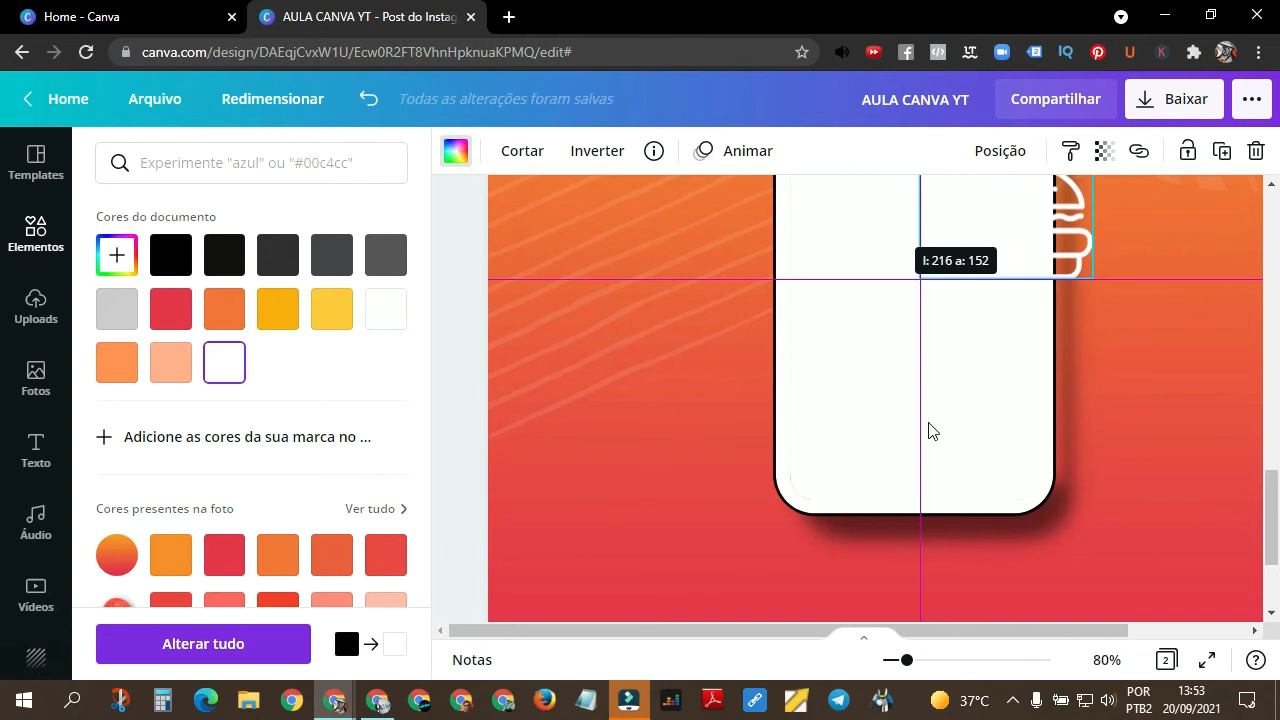 Home - Canva
AULA CANVA YT - Post do Instag
canva.com/design/DAEqjCvxW1U/Ecw0R2FT8VhnHpknuaKPMQ/edit#
Home
Arquivo
Redimensionar
Todas as alterações foram salvas
AULA CANVA YT
Compartilhar
Baixar
Templates
Elementos
Uploads
Fotos
Texto
Áudio
Vídeos
Experimente "azul" ou "#00c4cc"
Cores do documento
Adicione as cores da sua marca no ...
Cores presentes na foto
Ver tudo
Alterar tudo
Cortar
Inverter
Animar
Posição
l: 216 a: 152
Notas
80%
2
37°C
POR
PTB2
13:53
20/09/2021